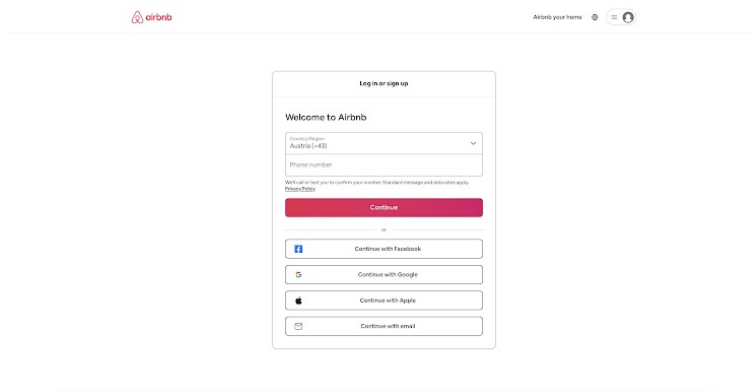 airbnb
Airbnb your home
Log in or sign up
Welcome to Airbnb
Country/Region
Austria (+43)
Phone number
We'll call or text you to confirm your number. Standard message and data rates apply.
Privacy Policy
Continue
or
Continue with Facebook
Continue with Google
Continue with Apple
Continue with email